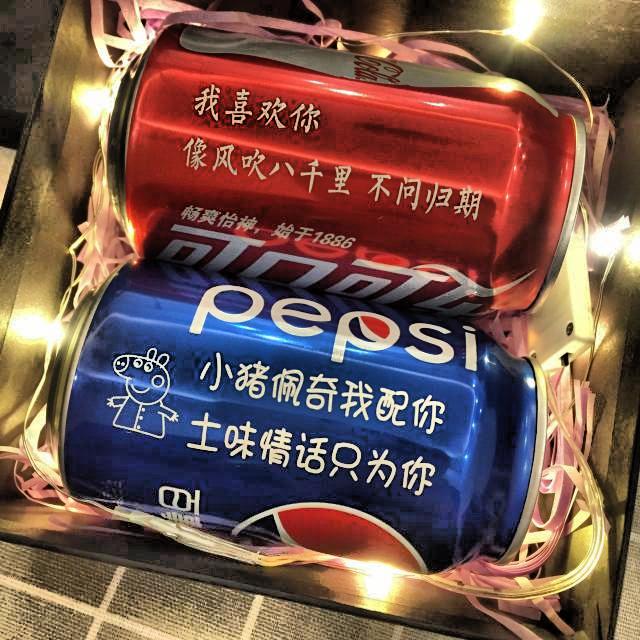 我喜欢你
像风吹八千里 不问归期
畅爽怡神，始于1886
可口可乐
pepsi
小猪佩奇我配你
土味情话只为你